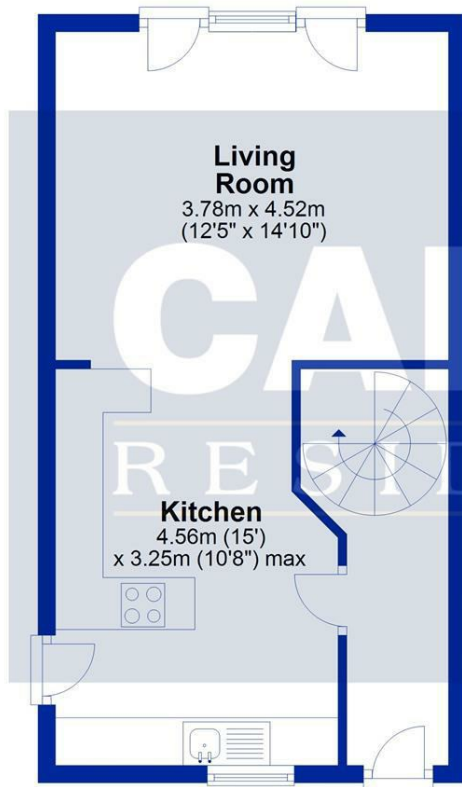 Living
Room
3.78m x 4.52m
(12'5" x 14'10")
Kitchen
4.56m (15')
x 3.25m (10'8") max